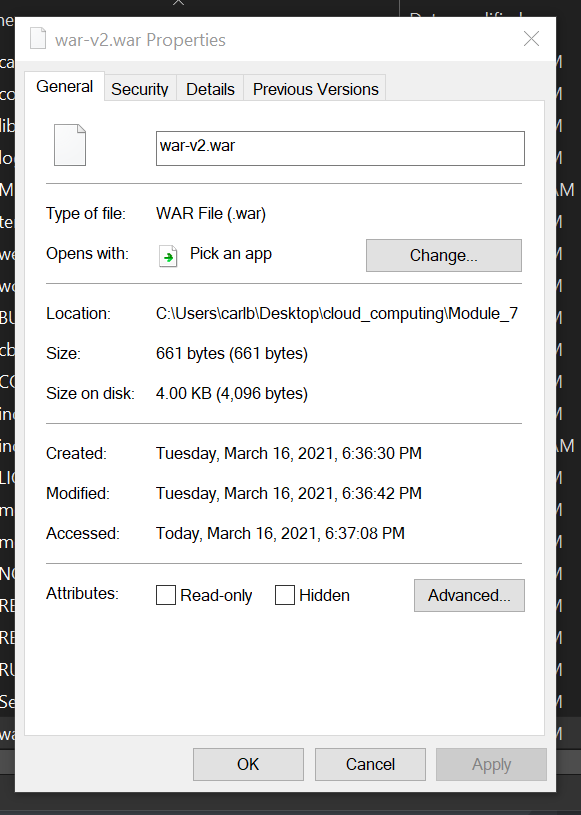 war-v2.war Properties
General
Security
Details
Previous Versions
war-v2.war
Type of file: WAR File (.war)
Opens with: Pick an app
Change...
Location: C:\Users\carlb\Desktop\cloud_computing\Module_7
Size: 661 bytes (661 bytes)
Size on disk: 4.00 KB (4,096 bytes)
Created: Tuesday, March 16, 2021, 6:36:30 PM
Modified: Tuesday, March 16, 2021, 6:36:42 PM
Accessed: Today, March 16, 2021, 6:37:08 PM
Attributes: Read-only Hidden
Advanced...
OK Cancel Apply